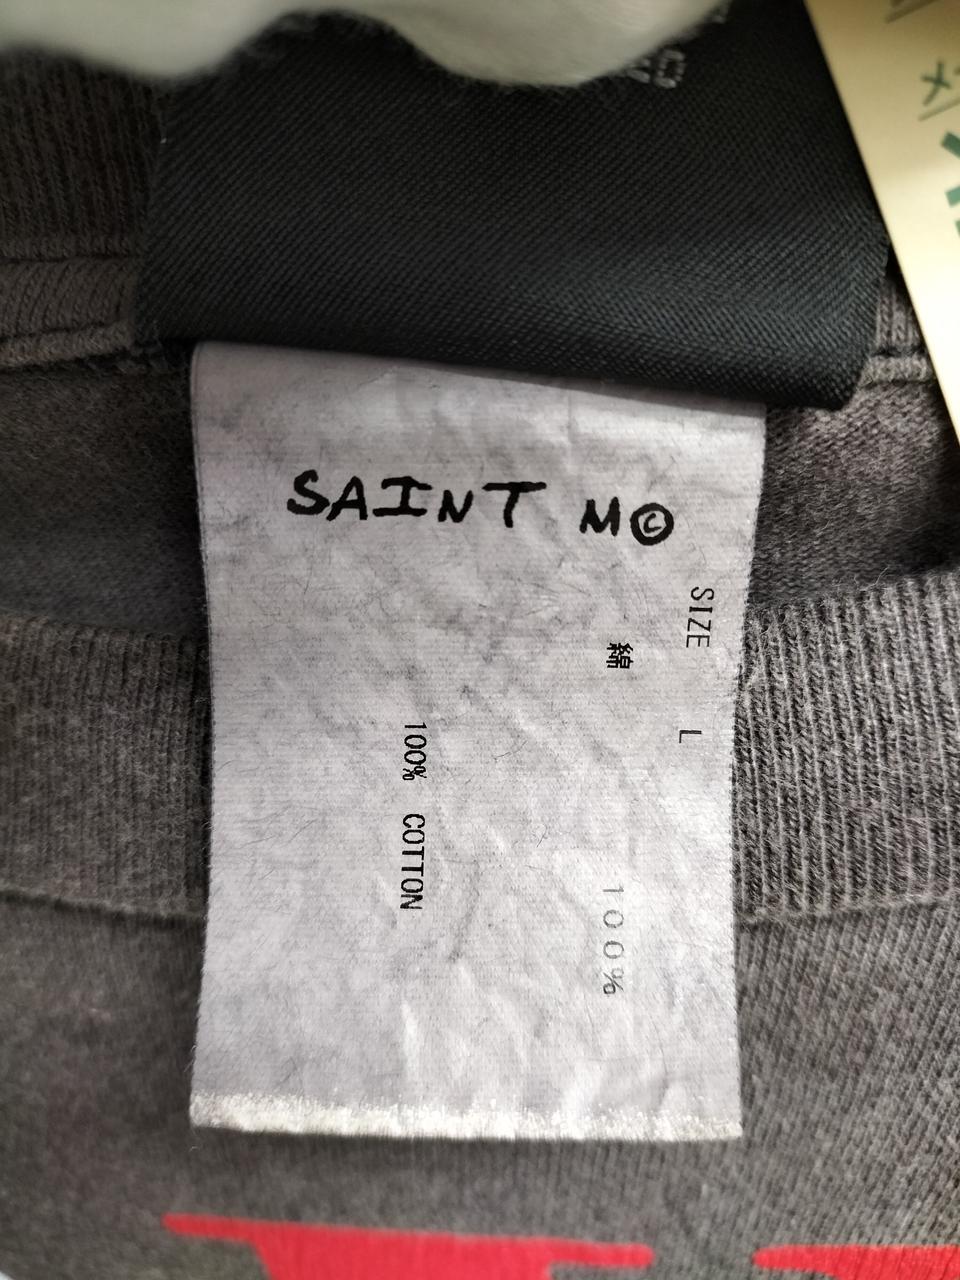 SAINT M©
SIZE L
綿 100%
100% COTTON